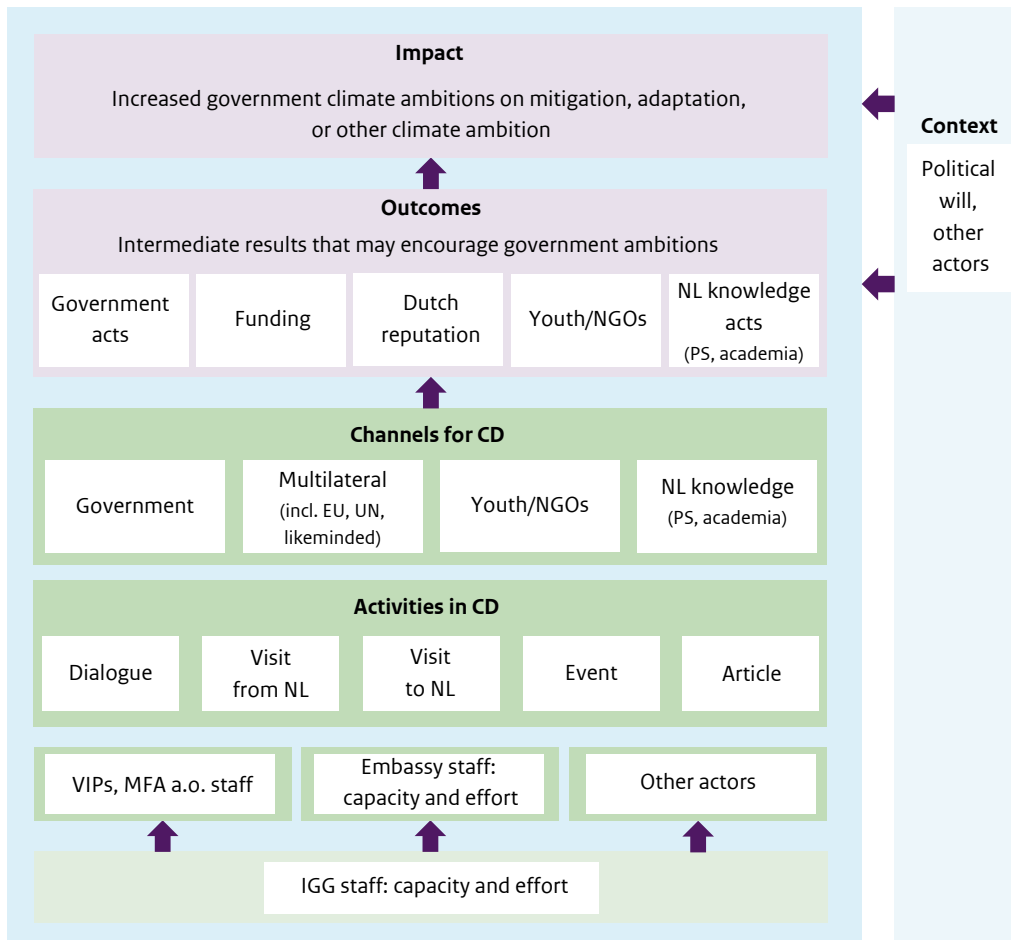 Impact
Increased government climate ambitions on mitigation, adaptation,
or other climate ambition
Context
Political
will,
other
actors
Outcomes
Intermediate results that may encourage government ambitions
Government
acts
Funding
Dutch
reputation
Youth/NGOs
NL knowledge
acts
(PS, academia)
Channels for CD
Government
Multilateral
(incl. EU, UN,
likeminded)
Youth/NGOs
NL knowledge
(PS, academia)
Activities in CD
Dialogue
Visit
from NL
Visit
to NL
Event
Article
VIPs, MFA a.o. staff
Embassy staff:
capacity and effort
Other actors
IGG staff: capacity and effort